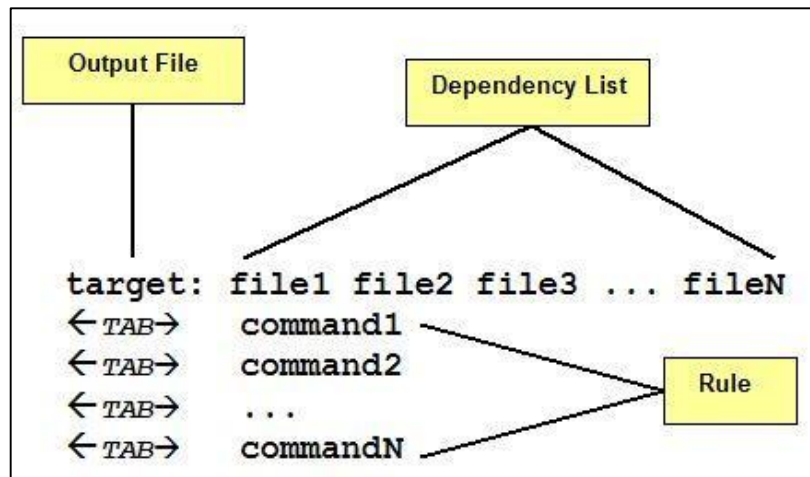 Output File
Dependency List
target: file1 file2 file3 ... fileN
←TAB→ command1
←TAB→ command2
←TAB→ ...
←TAB→ commandN
Rule